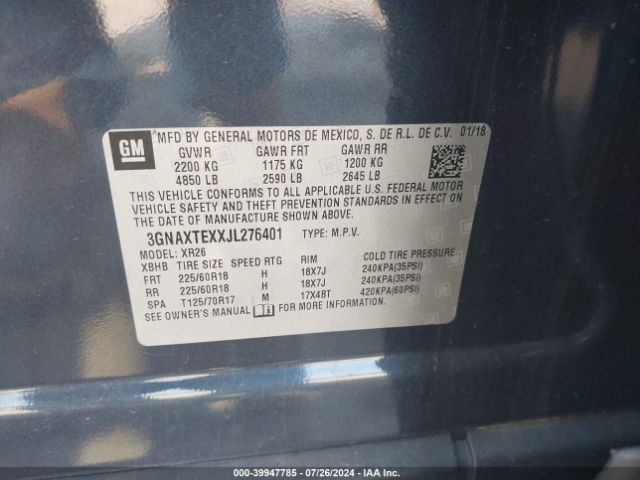 GM
MFD BY GENERAL MOTORS DE MEXICO, S. DE R.L. DE C.V. 01/18
GVWR GAWR FRT GAWR RR
2200 KG 1175 KG 1200 KG
4850 LB 2590 LB 2645 LB
THIS VEHICLE CONFORMS TO ALL APPLICABLE U.S. FEDERAL MOTOR
VEHICLE SAFETY AND THEFT PREVENTION STANDARDS IN EFFECT ON
THE DATE OF MANUFACTURE SHOWN ABOVE.
3GNAXTEXXJL276401 TYPE: M.P.V.
MODEL: XR26
XBHB TIRE SIZE SPEED RTG RIM COLD TIRE PRESSURE
FRT 225/60R18 H 18X7J 240KPA(35PSI)
RR 225/60R18 H 18X7J 240KPA(35PSI)
SPA T125/70R17 M 17X4BT 420KPA(60PSI)
SEE OWNER'S MANUAL FOR MORE INFORMATION.
000-39947785 - 07/26/2024 - IAA Inc.